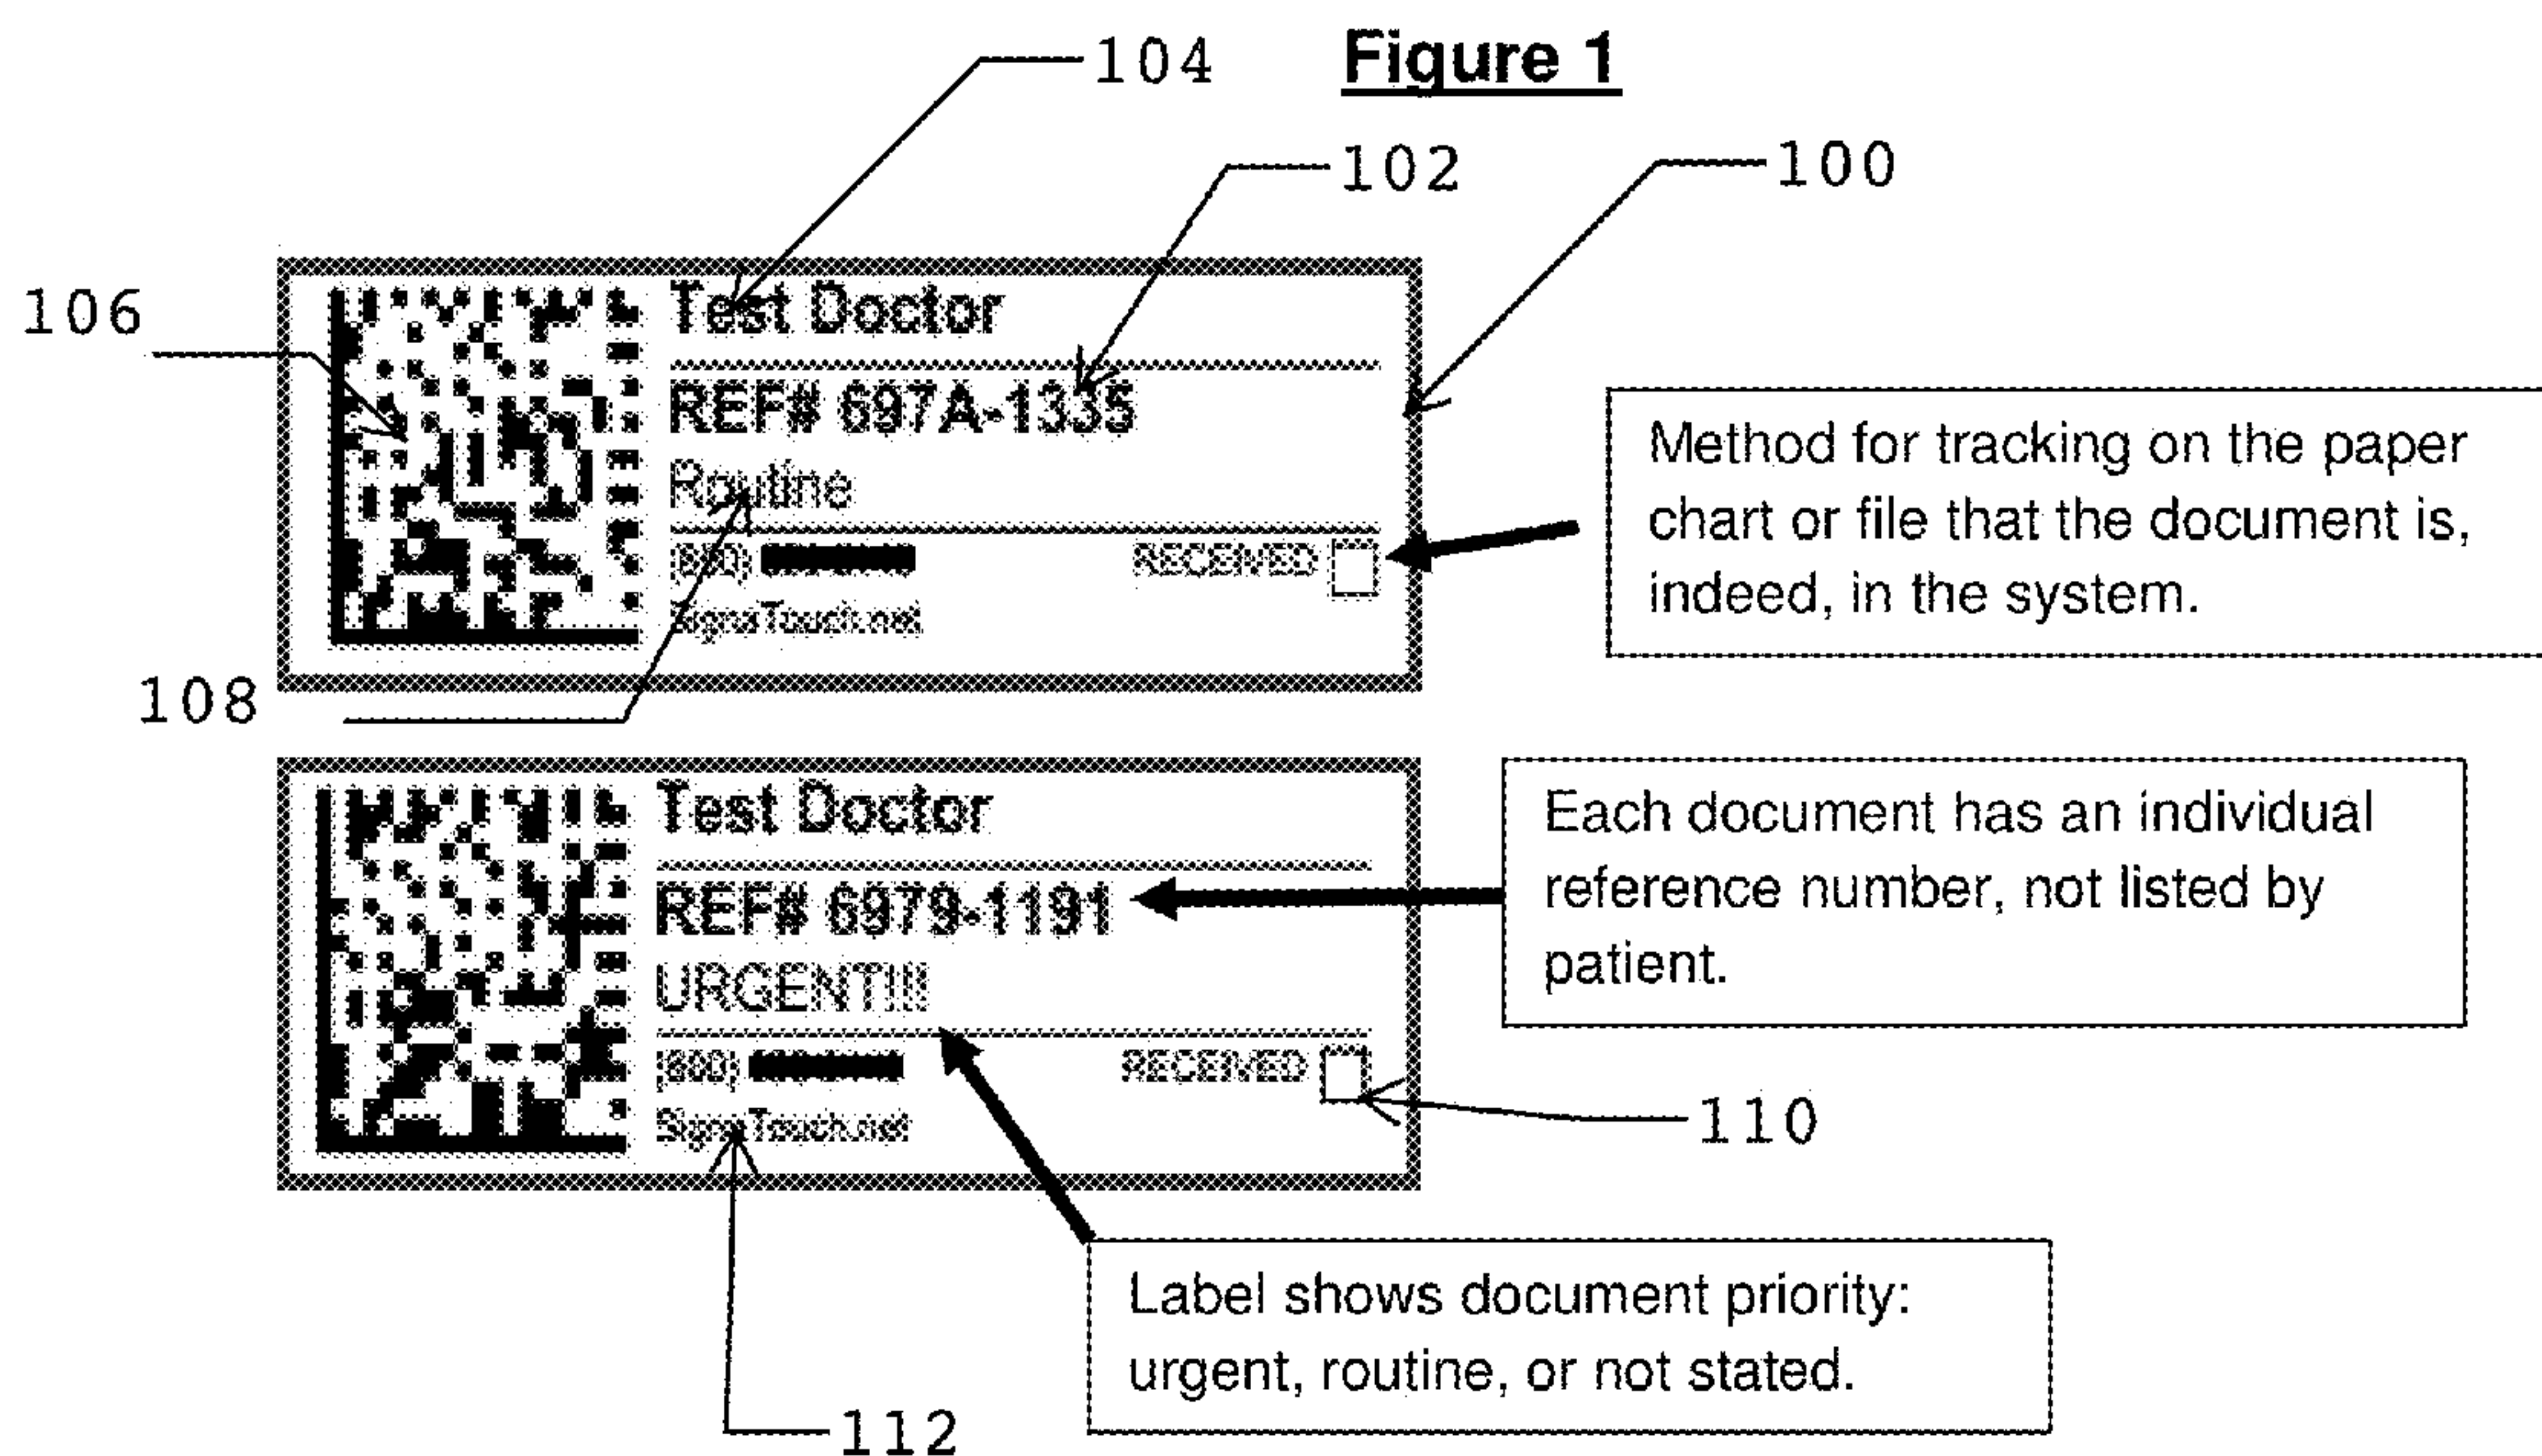 Figure 1
104
102
100
106
Test Doctor
REF# 697A-1335
Routine
(800)
RECEIVED
SignaTouch.net
108
Method for tracking on the paper
chart or file that the document is,
indeed, in the system.
Test Doctor
REF# 6979-1191
URGENT!!!
(800)
RECEIVED
SignaTouch.net
Each document has an individual
reference number, not listed by
patient.
110
Label shows document priority:
urgent, routine, or not stated.
112